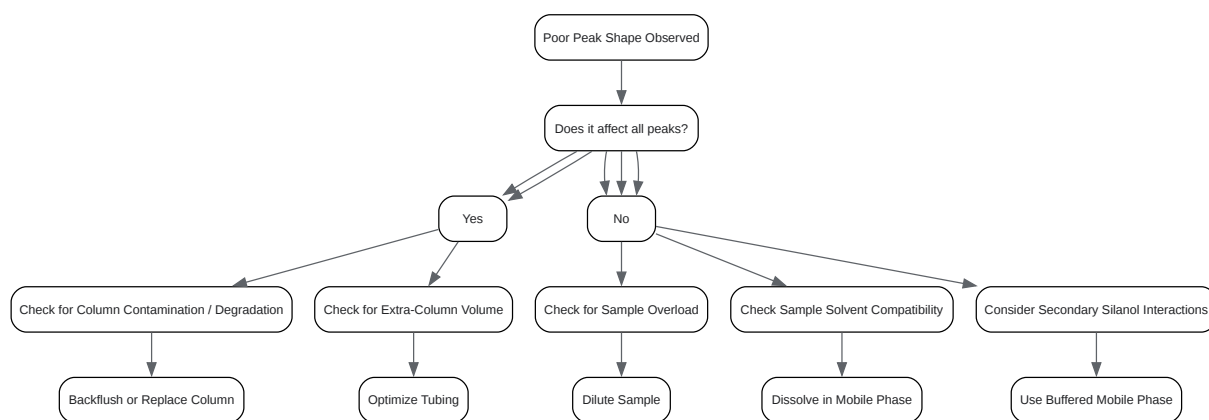 Poor Peak Shape Observed
Does it affect all peaks?
Yes
No
Check for Column Contamination / Degradation
Check for Extra-Column Volume
Check for Sample Overload
Check Sample Solvent Compatibility
Consider Secondary Silanol Interactions
Backflush or Replace Column
Optimize Tubing
Dilute Sample
Dissolve in Mobile Phase
Use Buffered Mobile Phase